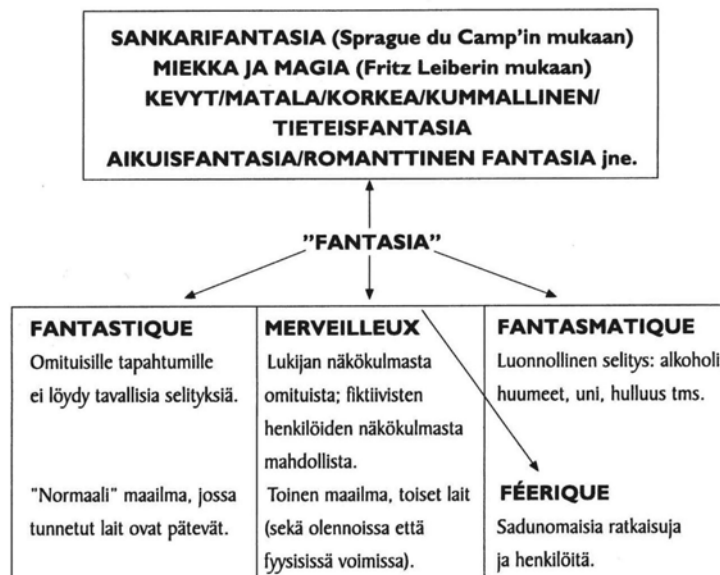 SANKARIFANTASIA (Sprague du Camp'in mukaan)
MIEKKA JA MAGIA (Fritz Leiberin mukaan)
KEVYT/MATALA/KORKEA/KUMMALLINEN/
TIETEISFANTASIA
AIKUISFANTASIA/ROMANTTINEN FANTASIA jne.
"FANTASIA"
FANTASTIQUE
Omituisille tapahtumille
ei löydy tavallisia selityksiä.
"Normaali" maailma, jossa
tunnetut lait ovat pätevät.
MERVEILLEUX
Lukijan näkökulmasta
omituista; fiktiivisten
henkilöiden näkökulmasta
mahdollista.
Toinen maailma, toiset lait
(sekä olennoissa että
fyysisissä voimissa).
FANTASMATIQUE
Luonnollinen selitys: alkoholi
huumeet, uni, hulluus tms.
FÉERIQUE
Sadunomaisia ratkaisuja
ja henkilöitä.